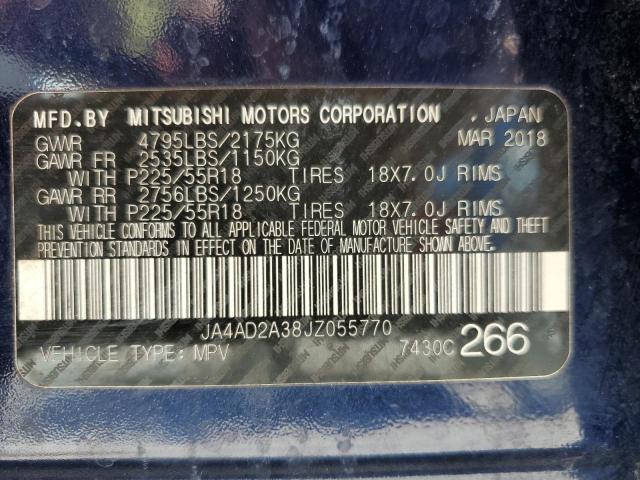 MFD.BY MITSUBISHI MOTORS CORPORATION JAPAN
GVWR 4795LBS/2175KG MAR 2018
GAWR FR 2535LBS/1150KG
WITH P225/55R18 TIRES 18X7.0J RIMS
GAWR RR 2756LBS/1250KG
WITH P225/55R18 TIRES 18X7.0J RIMS
THIS VEHICLE CONFORMS TO ALL APPLICABLE FEDERAL MOTOR VEHICLE SAFETY AND THEFT
PREVENTION STANDARDS IN EFFECT ON THE DATE OF MANUFACTURE SHOWN ABOVE.
JA4AD2A38JZ055770
VEHICLE TYPE: MPV 7430C 266